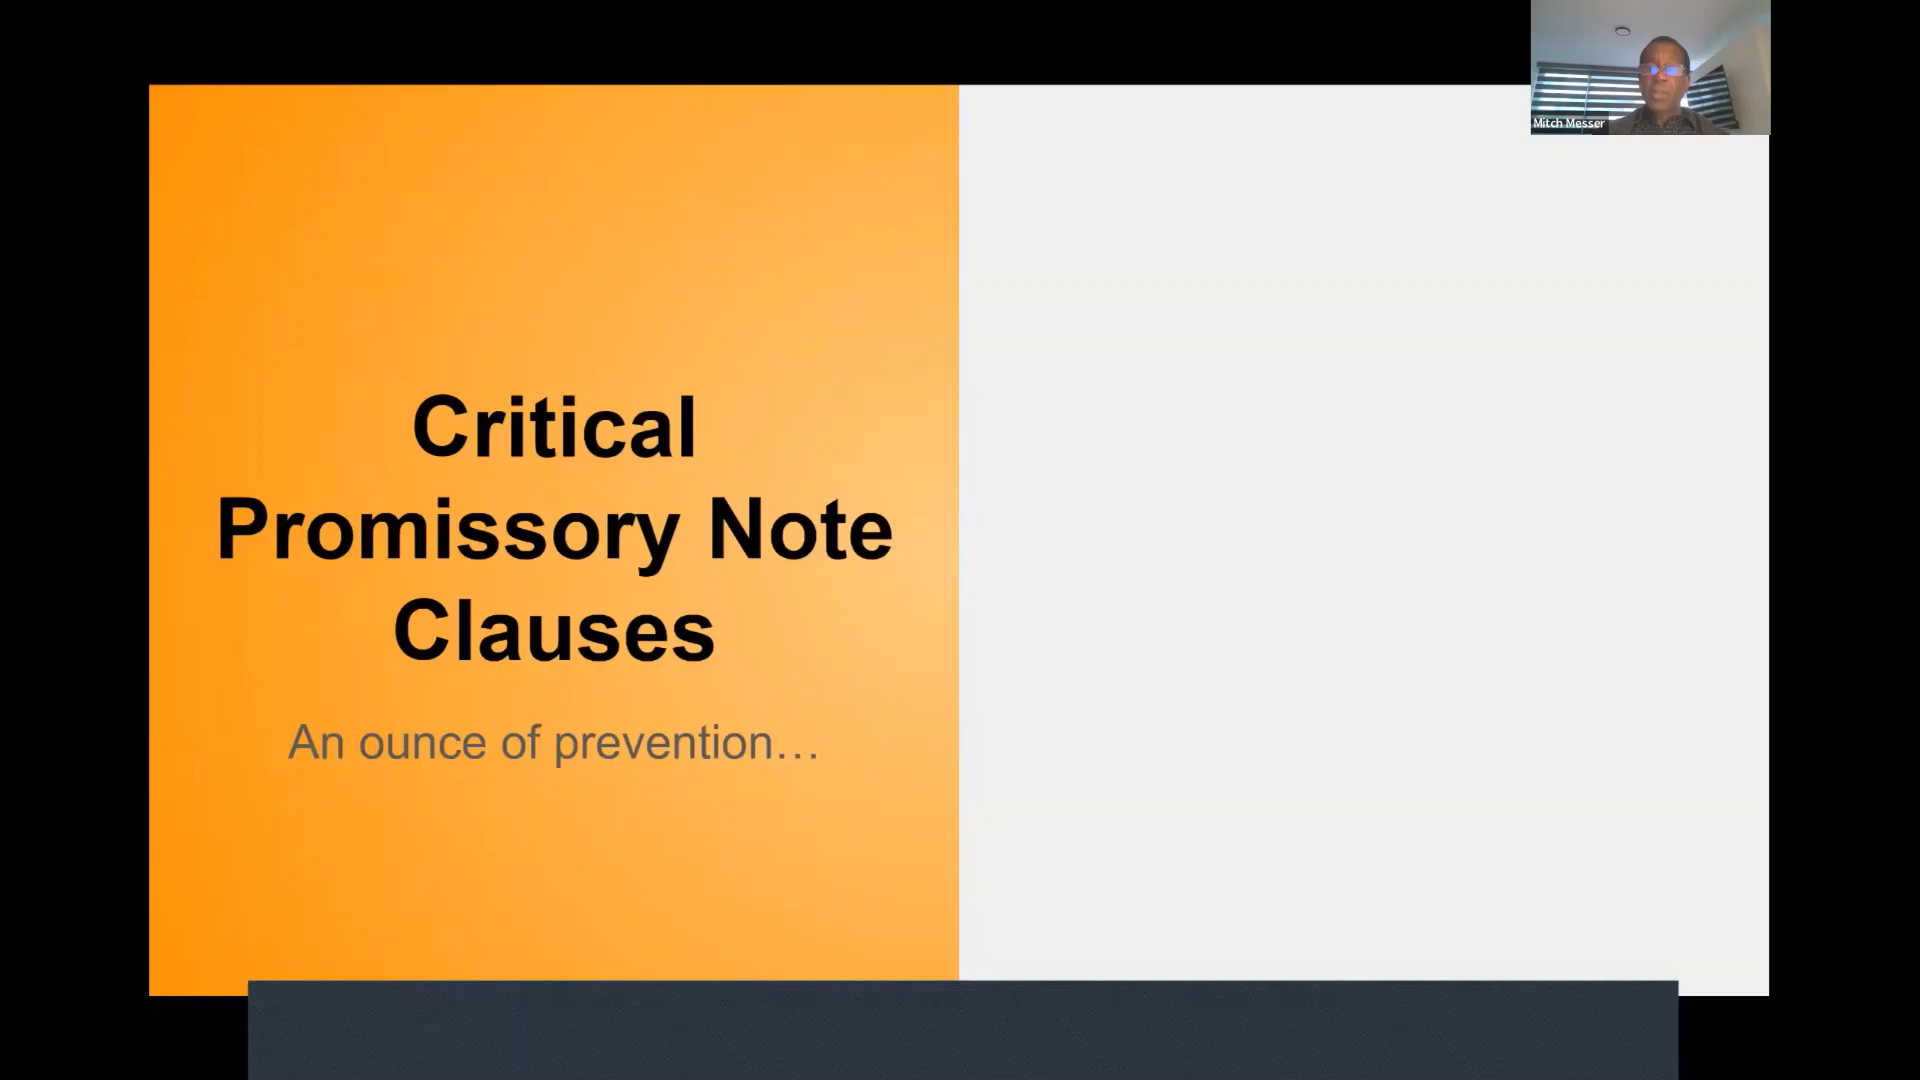 Mitch Messer
Critical
Promissory Note
Clauses
An ounce of prevention…